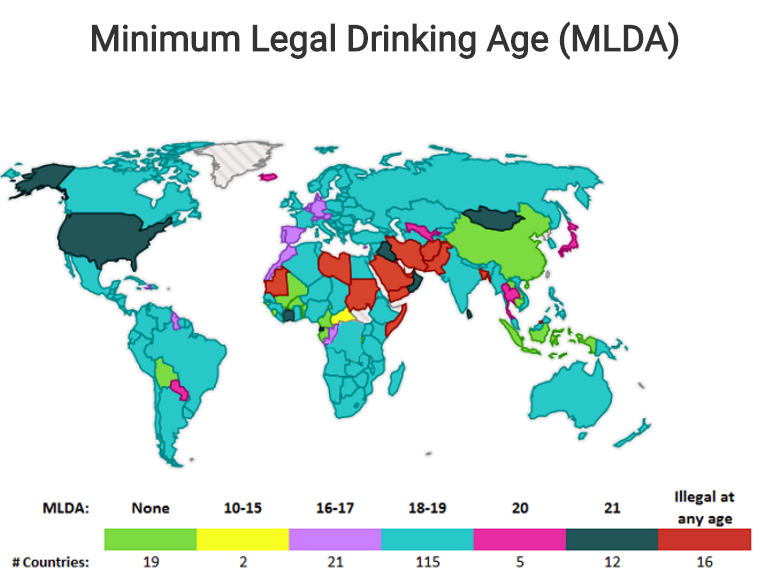 Minimum Legal Drinking Age (MLDA)
MLDA: None 10-15 16-17 18-19 20 21 Illegal at any age
# Countries: 19 2 21 115 5 12 16